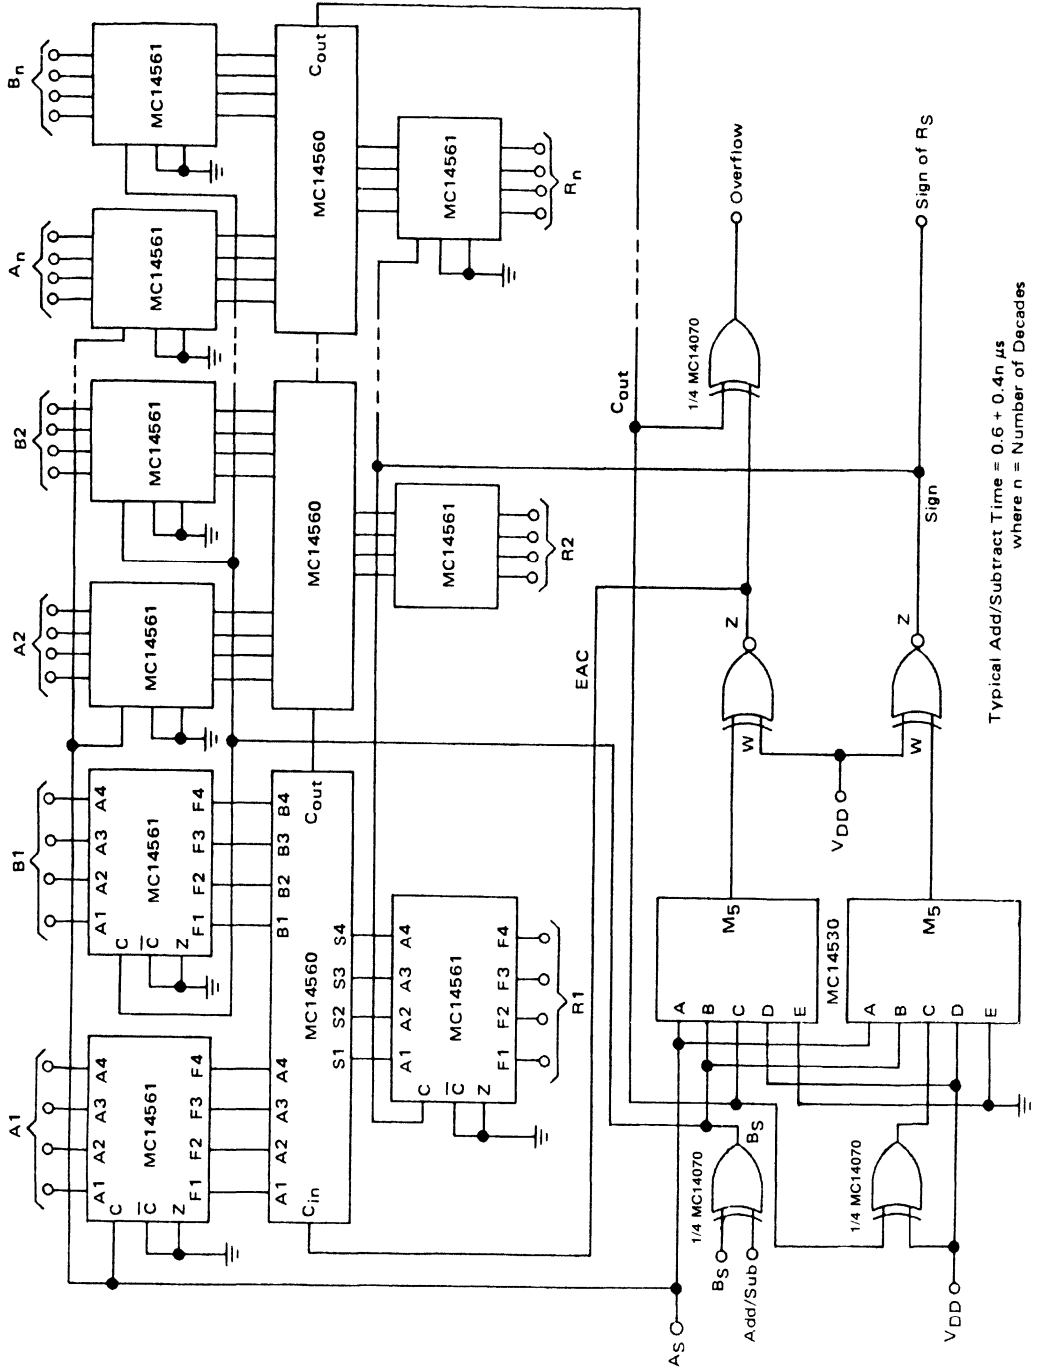 A1
B1
A2
B2
An
Bn
A1 A2 A3 A4
C
C
Z
MC14561
F1 F2 F3 F4
A1 A2 A3 A4
C
C
Z
MC14561
F1 F2 F3 F4
MC14561
MC14561
MC14561
MC14561
A1 A2 A3 A4
B1 B2 B3 B4
Cin
MC14560
Cout
S1 S2 S3 S4
MC14560
MC14560
Cout
A1 A2 A3 A4
C
C
Z
MC14561
F1 F2 F3 F4
R1
MC14561
R2
MC14561
Rn
EAC
Cout
AS
BS
Add/Sub
1/4 MC14070
BS
VDD
1/4 MC14070
A
B
C
D
E
M5
MC14530
A
B
C
D
E
M5
W
Z
VDD
W
Z
1/4 MC14070
Overflow
Sign
Sign of RS
Typical Add/Subtract Time = 0.6 + 0.4n μs
where n = Number of Decades